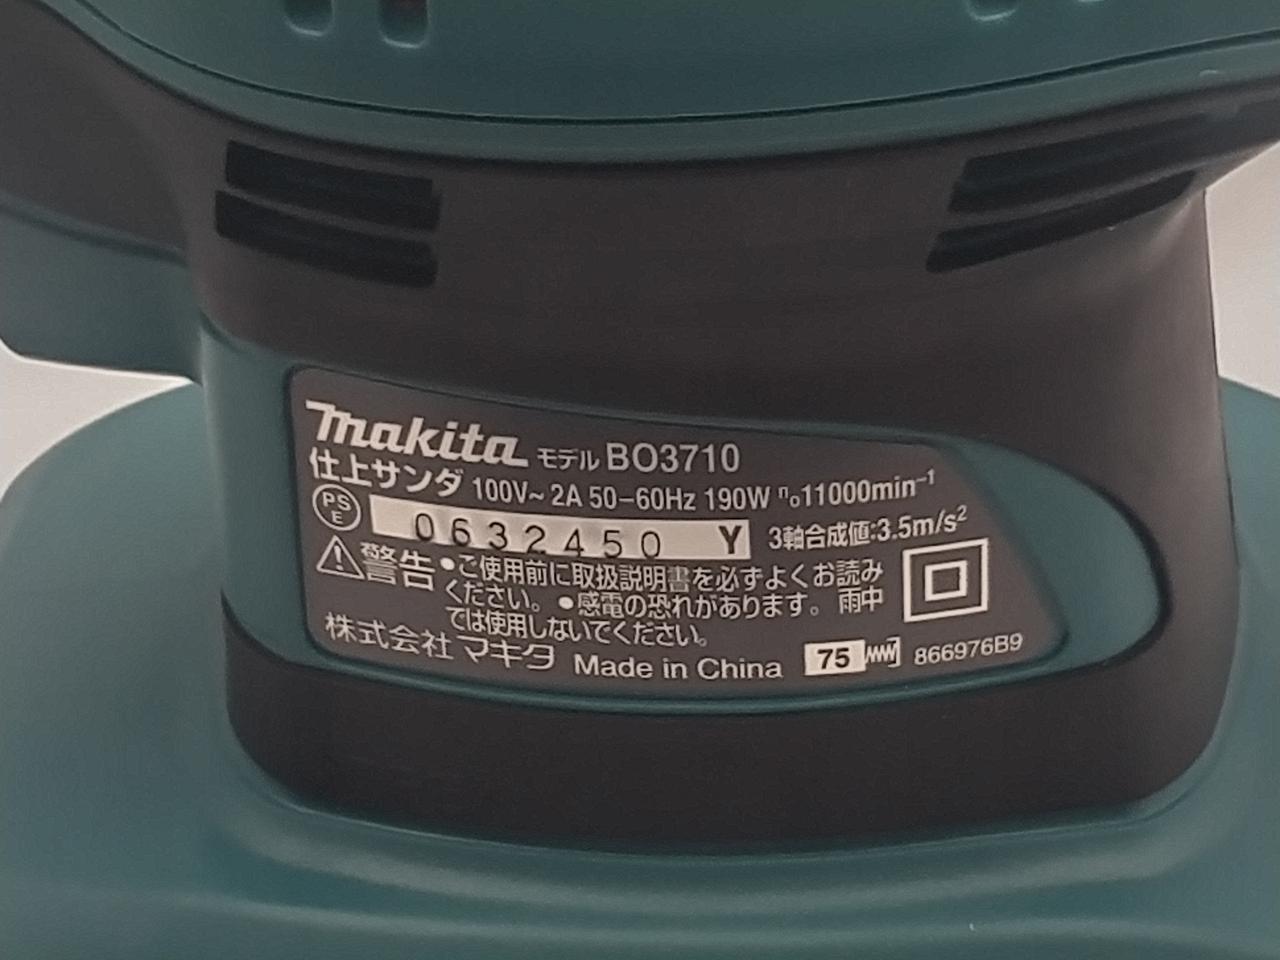 makita モデル BO3710
仕上サンダ 100V~ 2A 50-60Hz 190W n₀11000min⁻¹
PS E 0632450 Y 3軸合成値:3.5m/s²
警告 •ご使用前に取扱説明書を必ずよくお読み
ください。 •感電の恐れがあります。 雨中
では使用しないでください。
株式会社 マキタ Made in China 75 866976B9